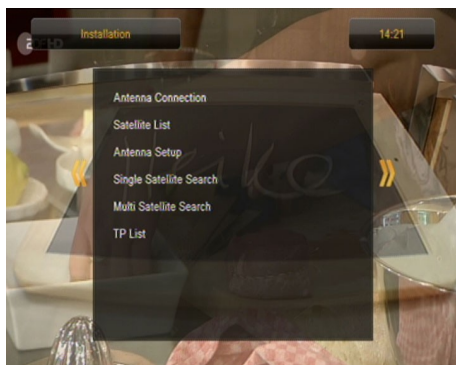 Installation
14:21
Antenna Connection
Satellite List
Antenna Setup
Single Satellite Search
Multi Satellite Search
TP List